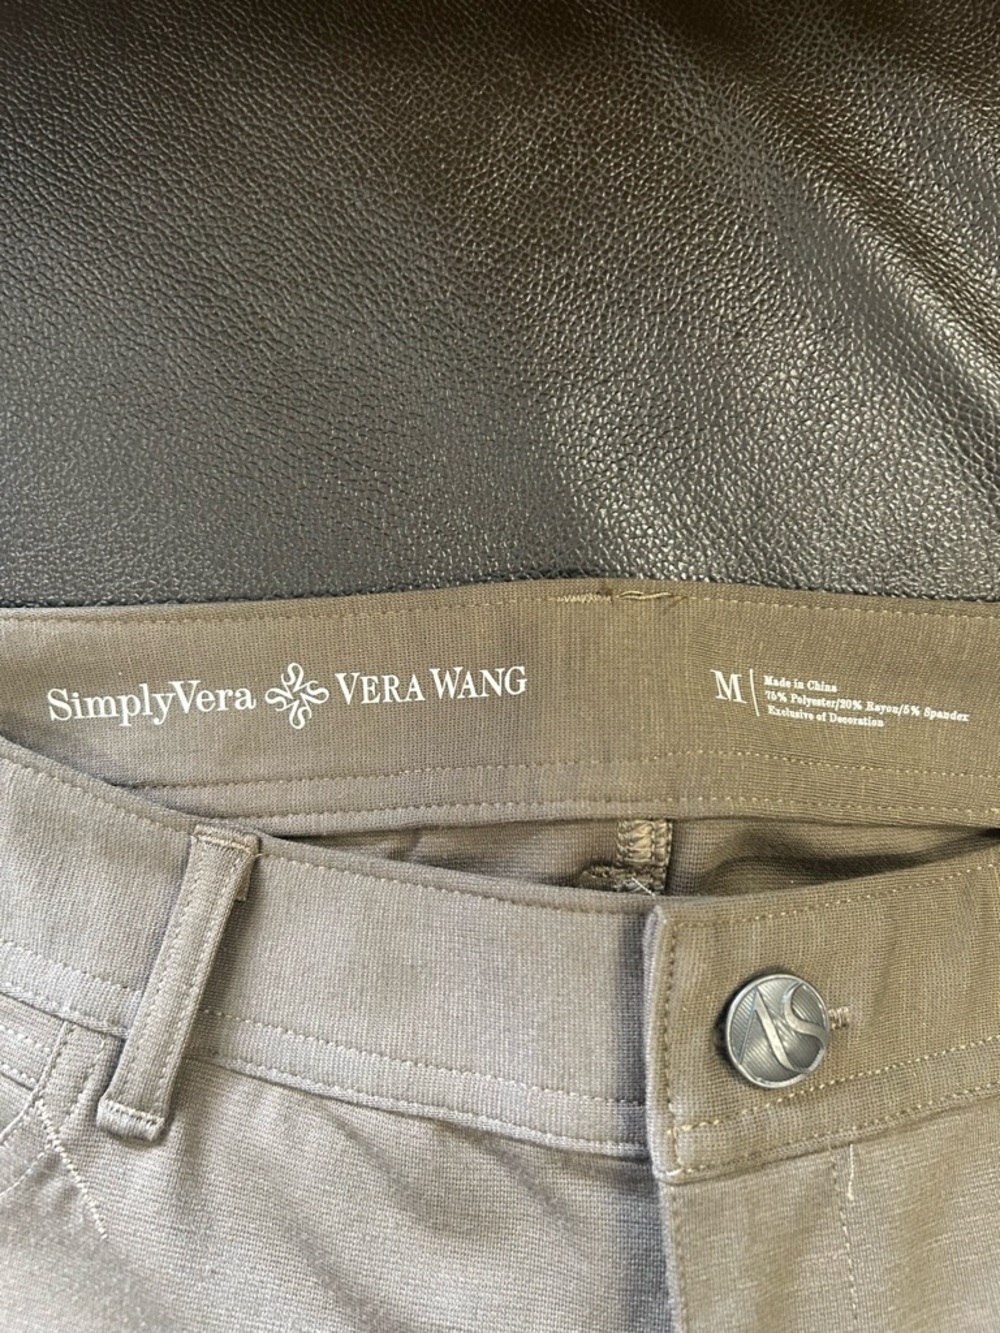 SimplyVera VERA WANG
M
Made in China
75% Polyester/20% Rayon/5% Spandex
Exclusive of Decoration